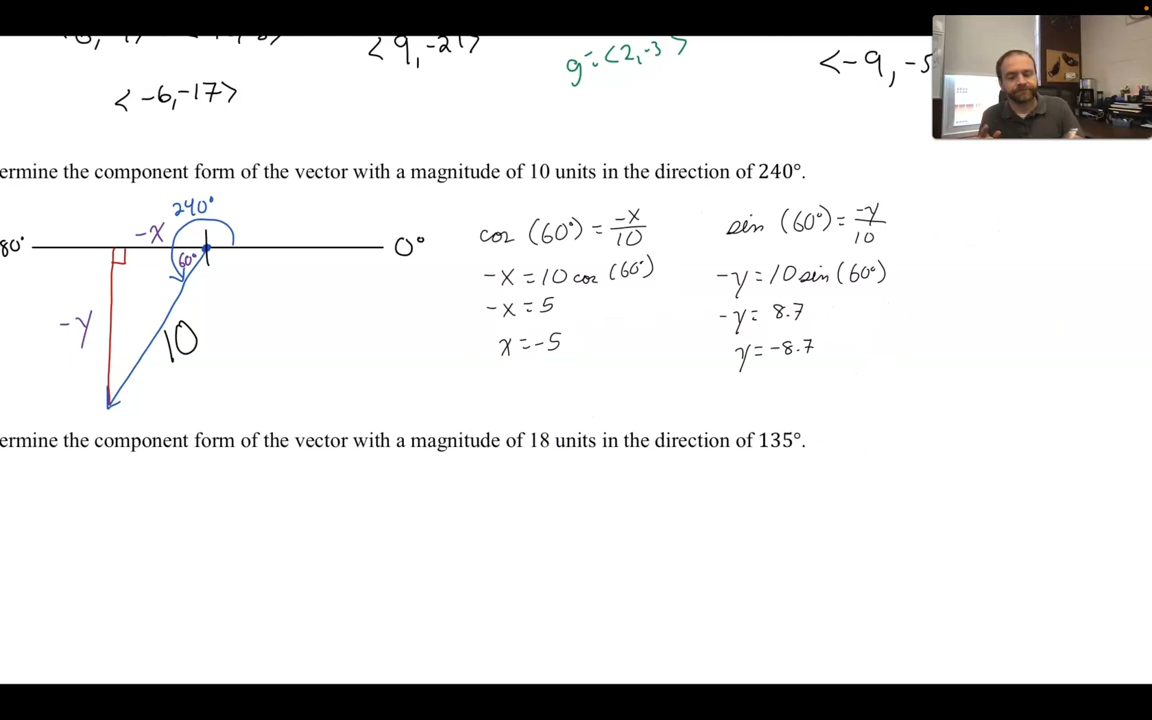 <9,-21>
g=<2,-3>
<-9,-5
<-6,-17>
ermine the component form of the vector with a magnitude of 10 units in the direction of 240°.
240°
-x
80°
0°
60°
-y
10
cos (60°) = -x/10
-x = 10 cos (60°)
-x = 5
x = -5
sin (60°) = -y/10
-y = 10 sin (60°)
-y = 8.7
y = -8.7
ermine the component form of the vector with a magnitude of 18 units in the direction of 135°.